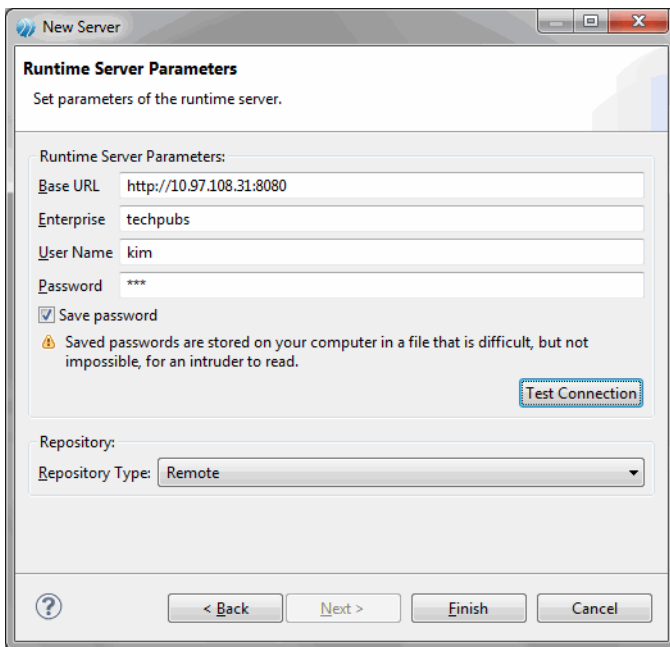 New Server
Runtime Server Parameters
Set parameters of the runtime server.
Runtime Server Parameters:
Base URL http://10.97.108.31:8080
Enterprise techpubs
User Name kim
Password ***
Save password
Saved passwords are stored on your computer in a file that is difficult, but not
impossible, for an intruder to read.
Test Connection
Repository:
Repository Type: Remote
? < Back Next > Finish Cancel